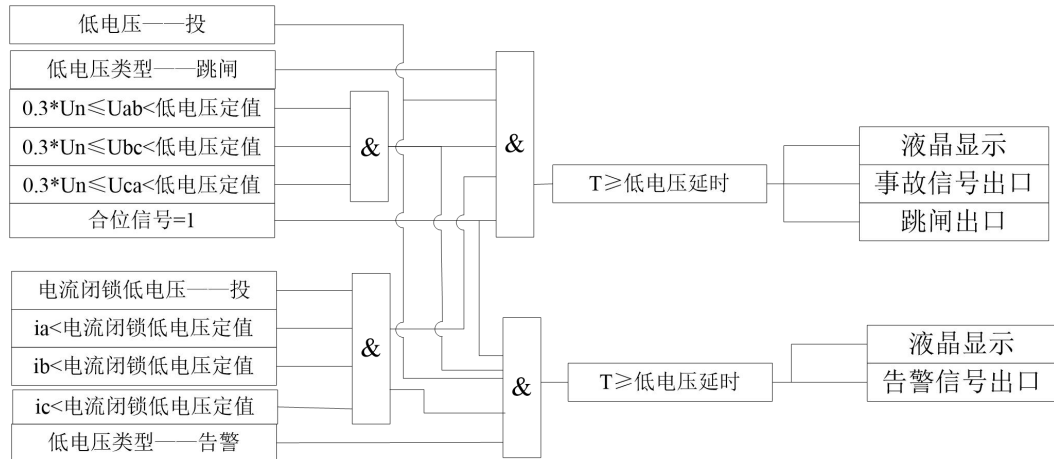 低电压——投
低电压类型——跳闸
0.3*Un≤Uab<低电压定值
0.3*Un≤Ubc<低电压定值
0.3*Un≤Uca<低电压定值
合位信号=1
&
&
T≥低电压延时
液晶显示
事故信号出口
跳闸出口
电流闭锁低电压——投
ia<电流闭锁低电压定值
ib<电流闭锁低电压定值
ic<电流闭锁低电压定值
低电压类型——告警
&
&
T≥低电压延时
液晶显示
告警信号出口